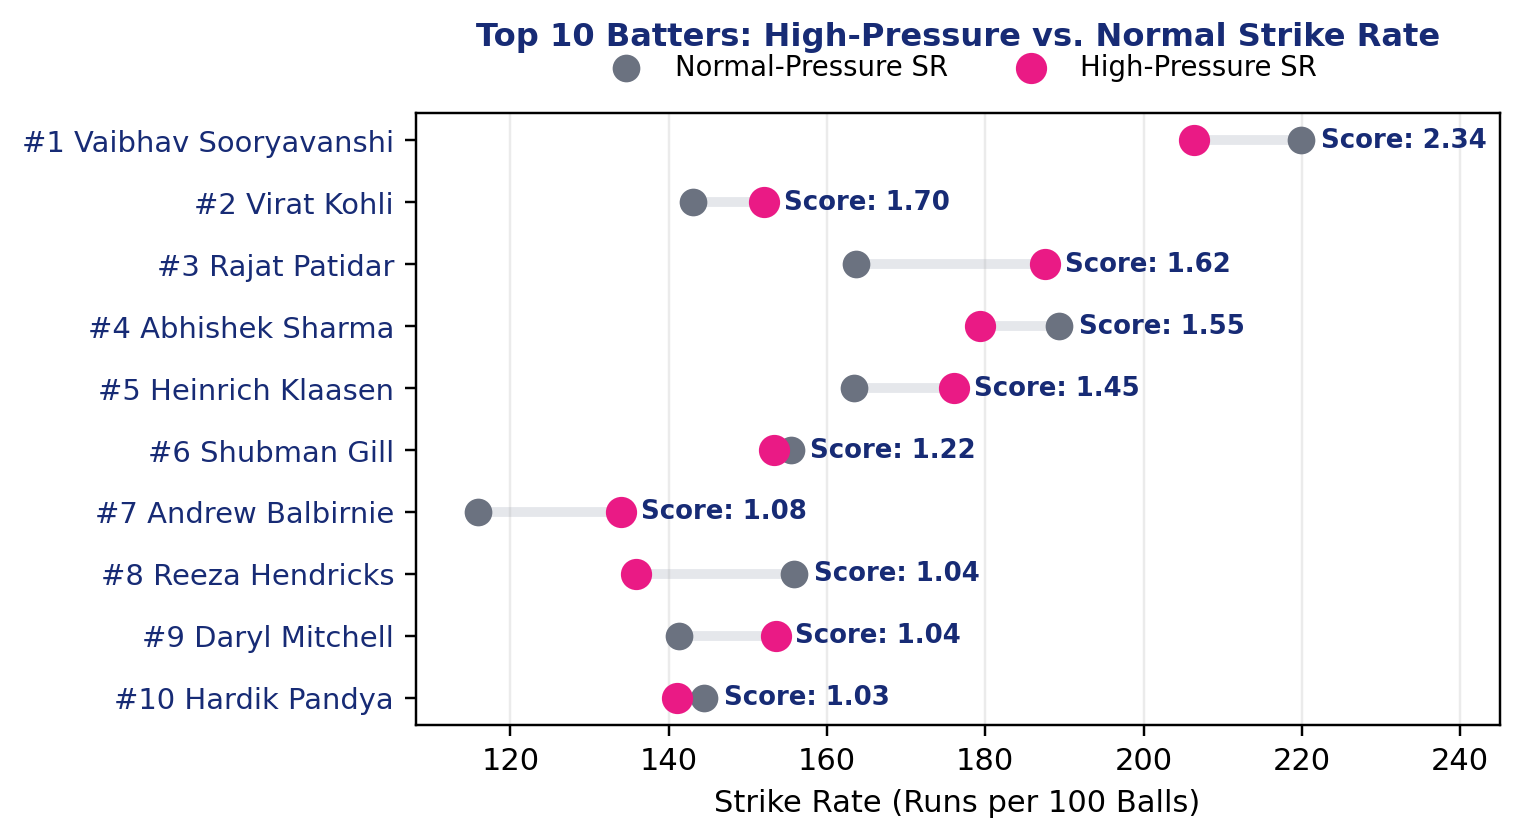 Top 10 Batters: High-Pressure vs. Normal Strike Rate
Normal-Pressure SR High-Pressure SR
#1 Vaibhav Sooryavanshi Score: 2.34
#2 Virat Kohli Score: 1.70
#3 Rajat Patidar Score: 1.62
#4 Abhishek Sharma Score: 1.55
#5 Heinrich Klaasen Score: 1.45
#6 Shubman Gill Score: 1.22
#7 Andrew Balbirnie Score: 1.08
#8 Reeza Hendricks Score: 1.04
#9 Daryl Mitchell Score: 1.04
#10 Hardik Pandya Score: 1.03
120 140 160 180 200 220 240
Strike Rate (Runs per 100 Balls)